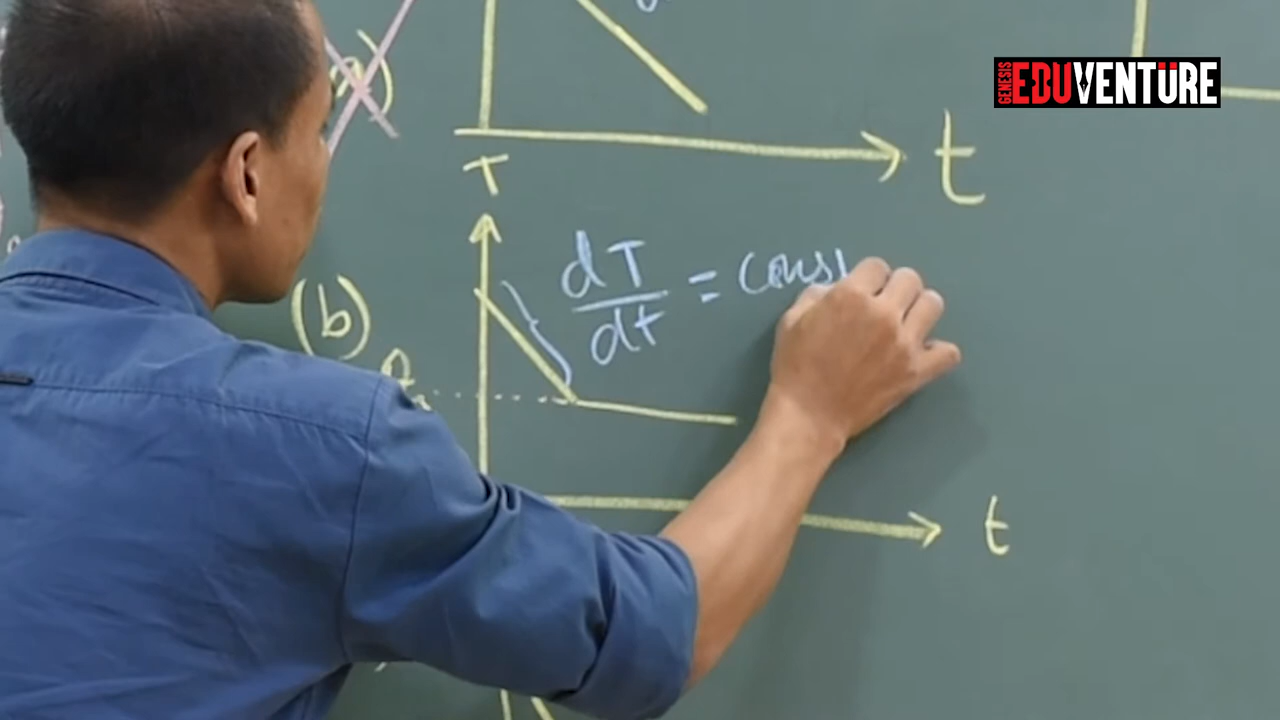 GENESIS EDUVENTURE
t
T
(b)
dT/dt = const
θ
t